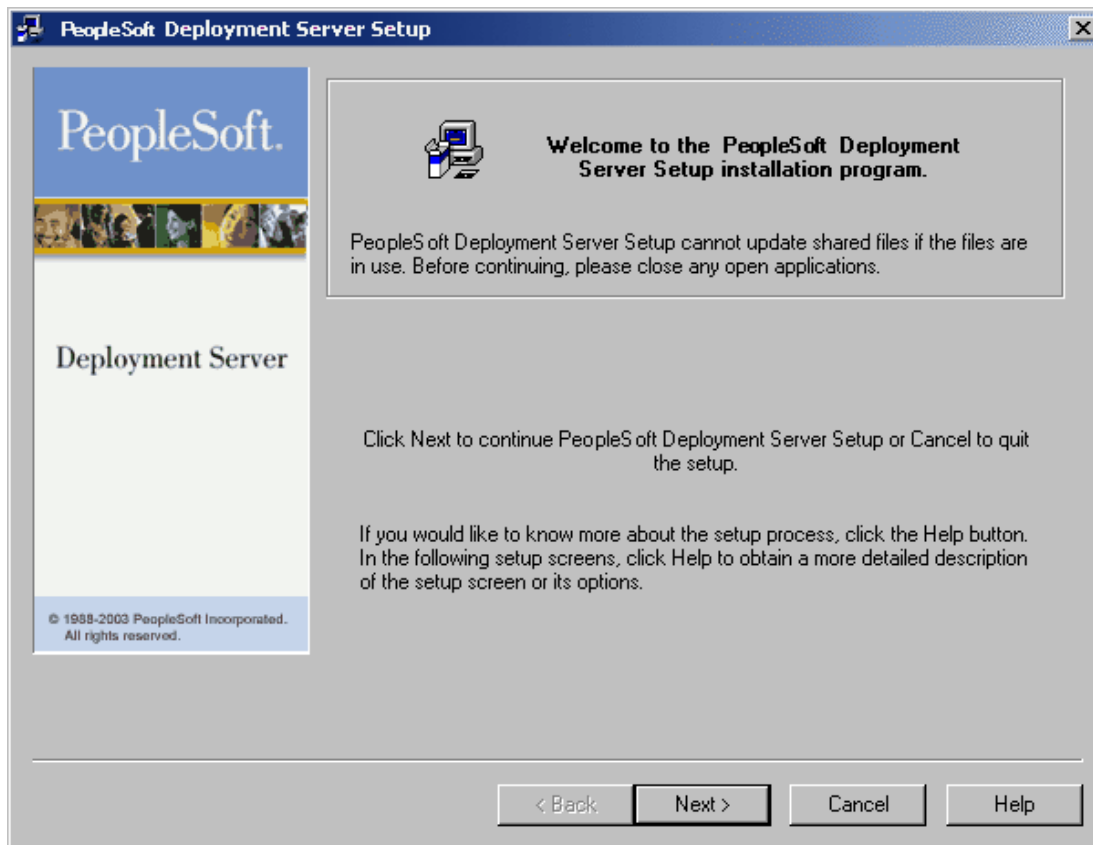 PeopleSoft Deployment Server Setup
PeopleSoft.
Deployment Server
© 1988-2003 PeopleSoft Incorporated.
All rights reserved.
Welcome to the PeopleSoft Deployment
Server Setup installation program.
PeopleSoft Deployment Server Setup cannot update shared files if the files are
in use. Before continuing, please close any open applications.
Click Next to continue PeopleSoft Deployment Server Setup or Cancel to quit
the setup.
If you would like to know more about the setup process, click the Help button.
In the following setup screens, click Help to obtain a more detailed description
of the setup screen or its options.
< Back
Next >
Cancel
Help